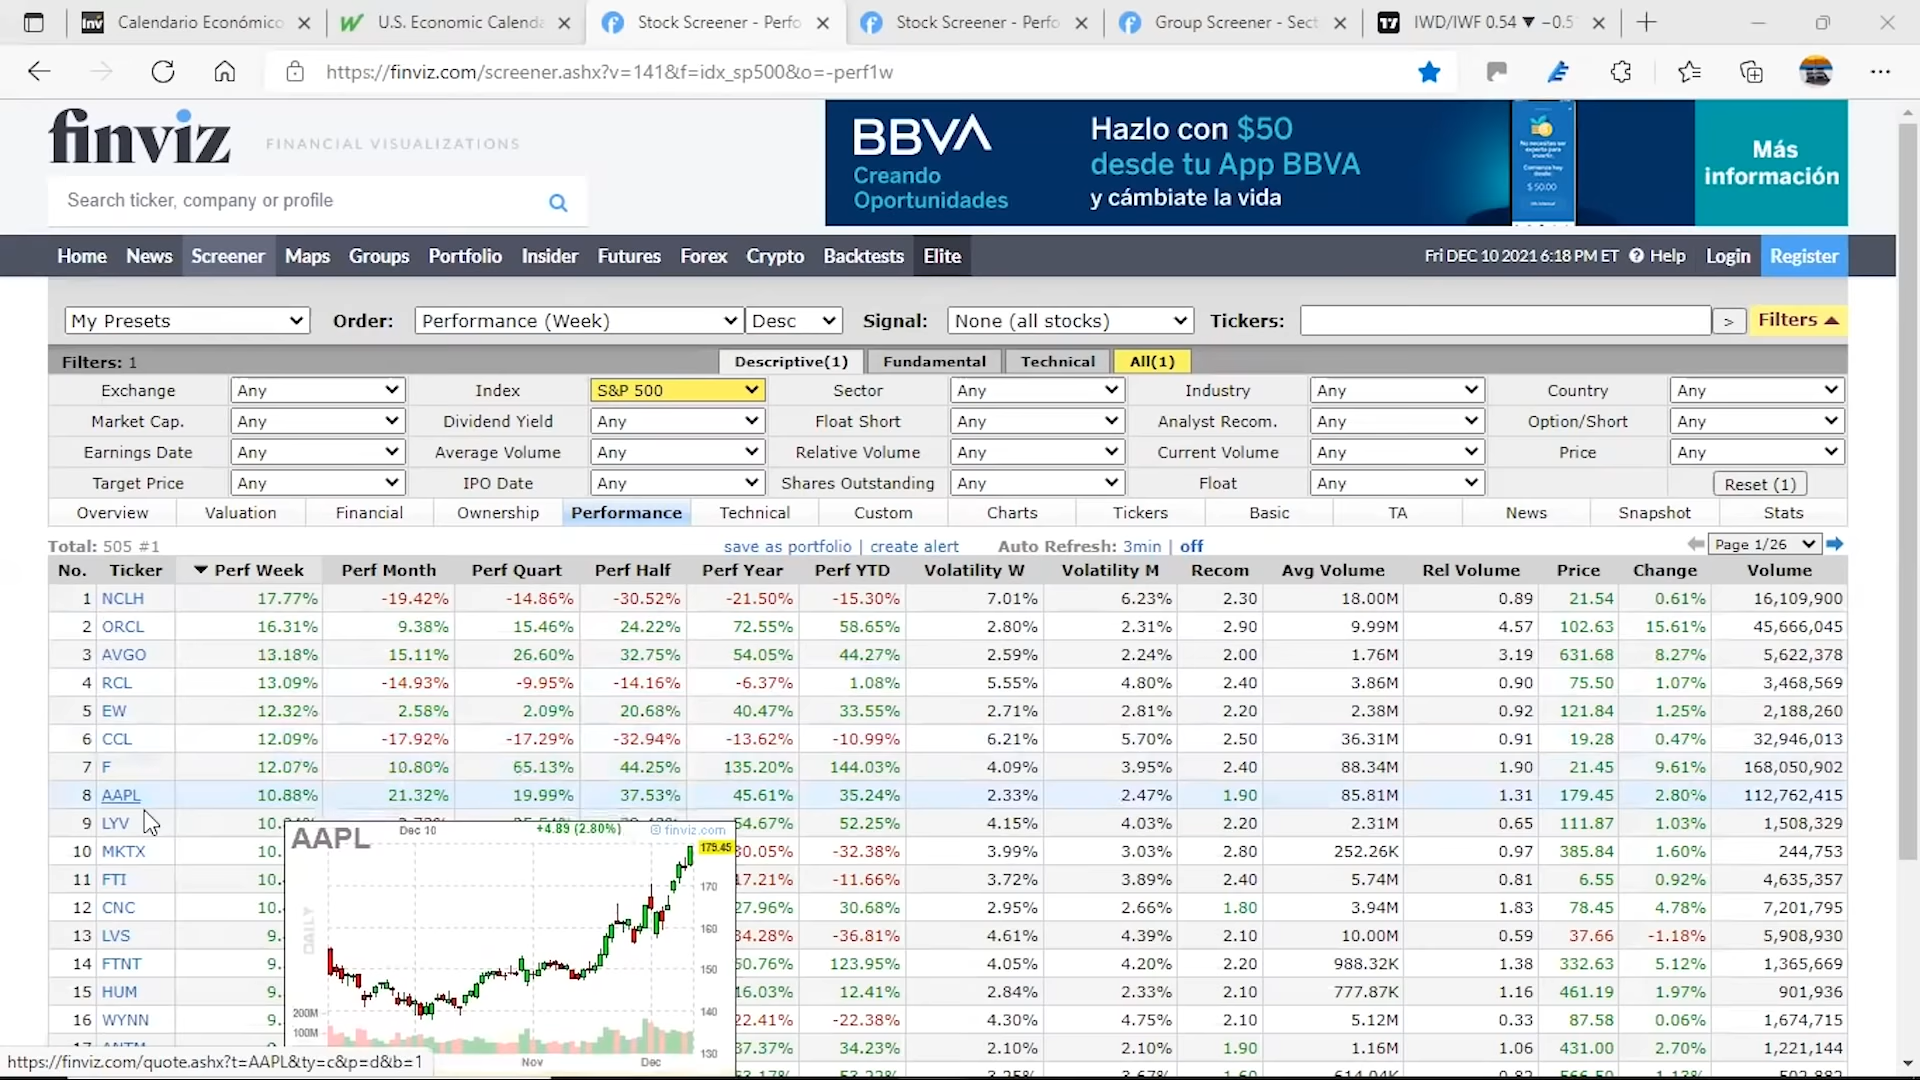 Calendario Económico
U.S. Economic Calenda
Stock Screener - Perfo
Stock Screener - Perfo
Group Screener - Sect
IWD/IWF 0.54 ▼ −0.5
https://finviz.com/screener.ashx?v=141&f=idx_sp500&o=-perf1w
finviz FINANCIAL VISUALIZATIONS
BBVA
Creando
Oportunidades
Hazlo con $50
desde tu App BBVA
y cámbiate la vida
Más
información
Search ticker, company or profile
Home News Screener Maps Groups Portfolio Insider Futures Forex Crypto Backtests Elite Fri DEC 10 2021 6:18 PM ET Help Login Register
My Presets Order: Performance (Week) Desc Signal: None (all stocks) Tickers: > Filters
Filters: 1 Descriptive(1) Fundamental Technical All(1)
Exchange Any Index S&P 500 Sector Any Industry Any Country Any
Market Cap. Any Dividend Yield Any Float Short Any Analyst Recom. Any Option/Short Any
Earnings Date Any Average Volume Any Relative Volume Any Current Volume Any Price Any
Target Price Any IPO Date Any Shares Outstanding Any Float Any Reset (1)
Overview Valuation Financial Ownership Performance Technical Custom Charts Tickers Basic TA News Snapshot Stats
Total: 505 #1 save as portfolio | create alert Auto Refresh: 3min | off Page 1/26
No. Ticker Perf Week Perf Month Perf Quart Perf Half Perf Year Perf YTD Volatility W Volatility M Recom Avg Volume Rel Volume Price Change Volume
1 NCLH 17.77% -19.42% -14.86% -30.52% -21.50% -15.30% 7.01% 6.23% 2.30 18.00M 0.89 21.54 0.61% 16,109,900
2 ORCL 16.31% 9.38% 15.46% 24.22% 72.55% 58.65% 2.80% 2.31% 2.90 9.99M 4.57 102.63 15.61% 45,666,045
3 AVGO 13.18% 15.11% 26.60% 32.75% 54.05% 44.27% 2.59% 2.24% 2.00 1.76M 3.19 631.68 8.27% 5,622,378
4 RCL 13.09% -14.93% -9.95% -14.16% -6.37% 1.08% 5.55% 4.80% 2.40 3.86M 0.90 75.50 1.07% 3,468,569
5 EW 12.32% 2.58% 2.09% 20.68% 40.47% 33.55% 2.71% 2.81% 2.20 2.38M 0.92 121.84 1.25% 2,188,260
6 CCL 12.09% -17.92% -17.29% -32.94% -13.62% -10.99% 6.21% 5.70% 2.50 36.31M 0.91 19.28 0.47% 32,946,013
7 F 12.07% 10.80% 65.13% 44.25% 135.20% 144.03% 4.09% 3.95% 2.40 88.34M 1.90 21.45 9.61% 168,050,902
8 AAPL 10.88% 21.32% 19.99% 37.53% 45.61% 35.24% 2.33% 2.47% 1.90 85.81M 1.31 179.45 2.80% 112,762,415
9 LYV 10. 54.67% 52.25% 4.15% 4.03% 2.20 2.31M 0.65 111.87 1.03% 1,508,329
10 MKTX 10. 30.05% -32.38% 3.99% 3.03% 2.80 252.26K 0.97 385.84 1.60% 244,753
11 FTI 10. 17.21% -11.66% 3.72% 3.89% 2.40 5.74M 0.81 6.55 0.92% 4,635,357
12 CNC 10. 27.96% 30.68% 2.95% 2.66% 1.80 3.94M 1.83 78.45 4.78% 7,201,795
13 LVS 9. 34.28% -36.81% 4.61% 4.39% 2.10 10.00M 0.59 37.66 -1.18% 5,908,930
14 FTNT 9. 60.76% 123.95% 4.05% 4.20% 2.20 988.32K 1.38 332.63 5.12% 1,365,669
15 HUM 9. 16.03% 12.41% 2.84% 2.33% 2.10 777.87K 1.16 461.19 1.97% 901,936
16 WYNN 9. 22.41% -22.38% 4.30% 4.75% 2.10 5.12M 0.33 87.58 0.06% 1,674,715
17 ANTM 9. 37.37% 34.23% 2.10% 2.10% 1.90 1.16M 1.06 431.00 2.70% 1,221,144
AAPL Dec 10 +4.89 (2.80%) © finviz.com
179.45
170
160
150
140
130
DAILY
200M
100M
Nov Dec
https://finviz.com/quote.ashx?t=AAPL&ty=c&p=d&b=1